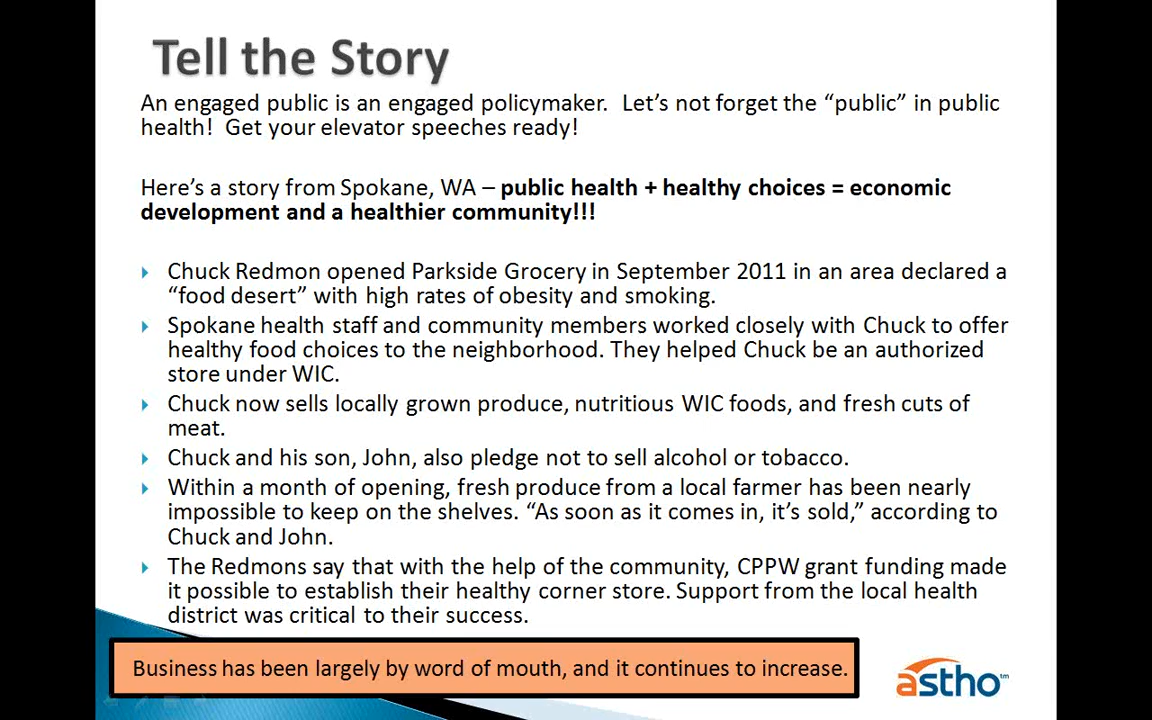 Tell the Story
An engaged public is an engaged policymaker.  Let’s not forget the “public” in public
health!  Get your elevator speeches ready!
Here’s a story from Spokane, WA – public health + healthy choices = economic
development and a healthier community!!!
Chuck Redmon opened Parkside Grocery in September 2011 in an area declared a
“food desert” with high rates of obesity and smoking.
Spokane health staff and community members worked closely with Chuck to offer
healthy food choices to the neighborhood. They helped Chuck be an authorized
store under WIC.
Chuck now sells locally grown produce, nutritious WIC foods, and fresh cuts of
meat.
Chuck and his son, John, also pledge not to sell alcohol or tobacco.
Within a month of opening, fresh produce from a local farmer has been nearly
impossible to keep on the shelves. “As soon as it comes in, it’s sold,” according to
Chuck and John.
The Redmons say that with the help of the community, CPPW grant funding made
it possible to establish their healthy corner store. Support from the local health
district was critical to their success.
Business has been largely by word of mouth, and it continues to increase.
astho™